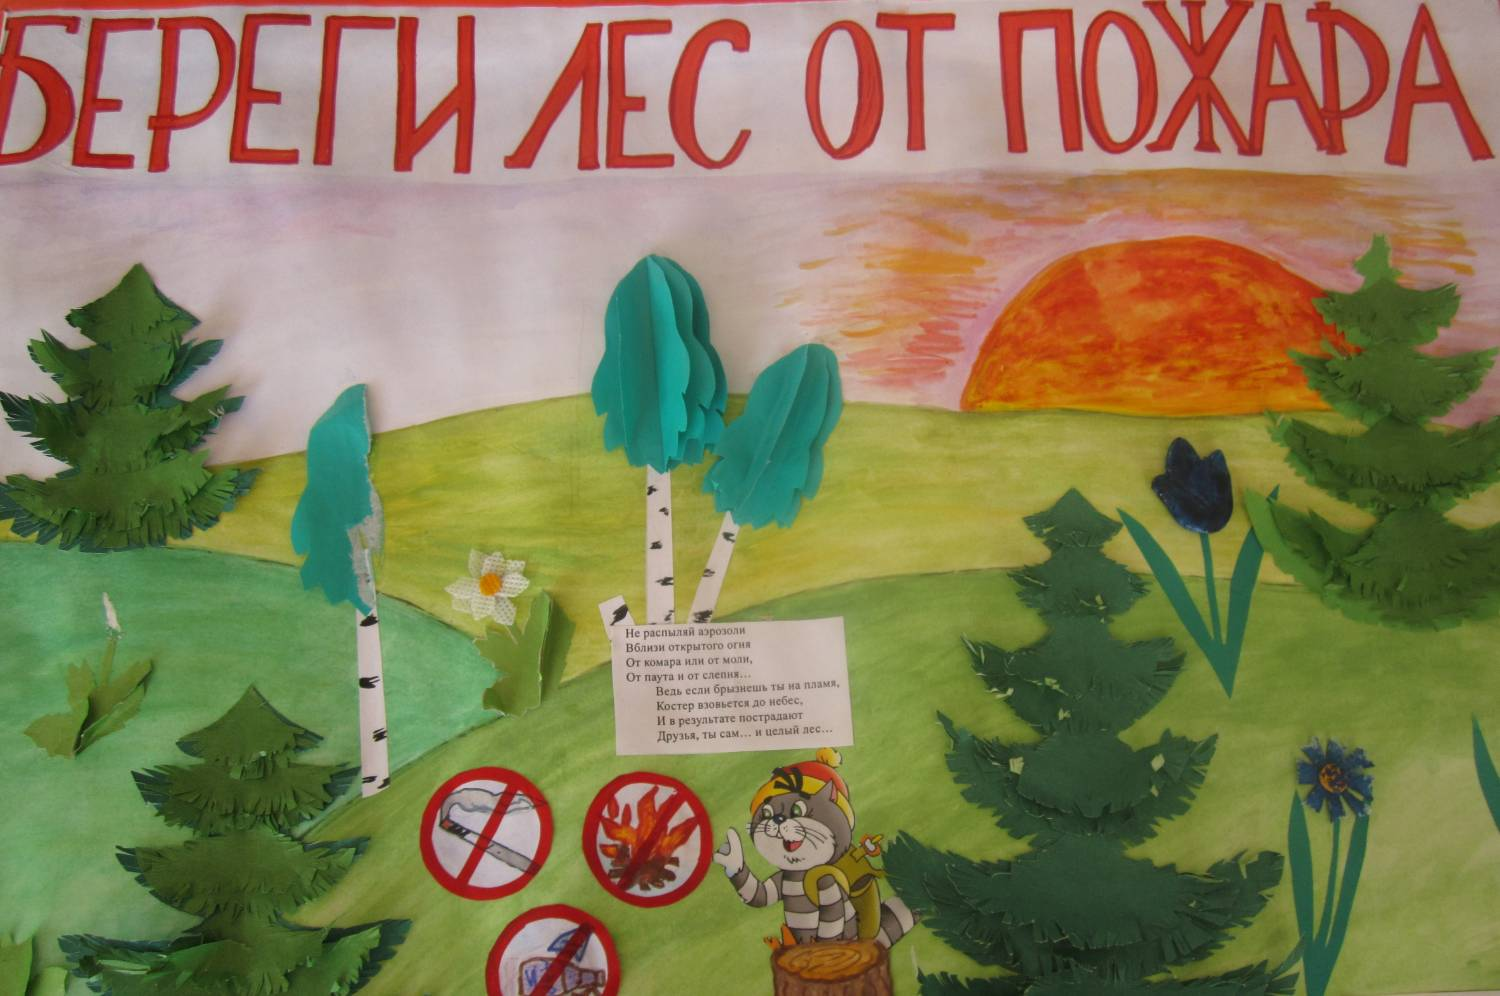 БЕРЕГИ ЛЕС ОТ ПОЖАРА
Не распыляй аэрозоли
Вблизи открытого огня
От комара или от моли,
От паута и от слепня...
Ведь если брызнешь ты на пламя,
Костер взовьется до небес,
И в результате пострадают
Друзья, ты сам... и целый лес...